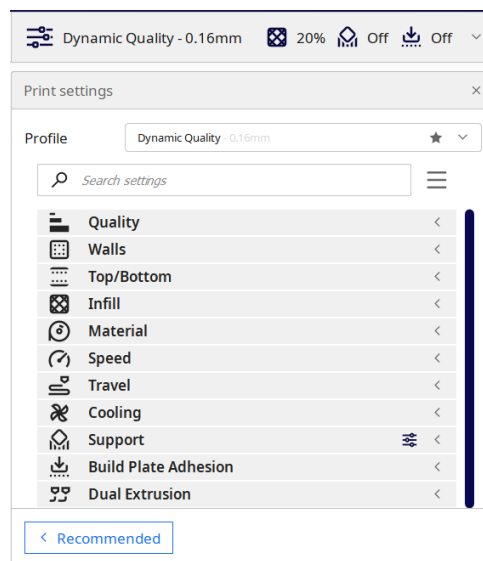 Dynamic Quality - 0.16mm 20% Off Off
Print settings
Profile Dynamic Quality - 0.16mm
Search settings
Quality
Walls
Top/Bottom
Infill
Material
Speed
Travel
Cooling
Support
Build Plate Adhesion
Dual Extrusion
Recommended